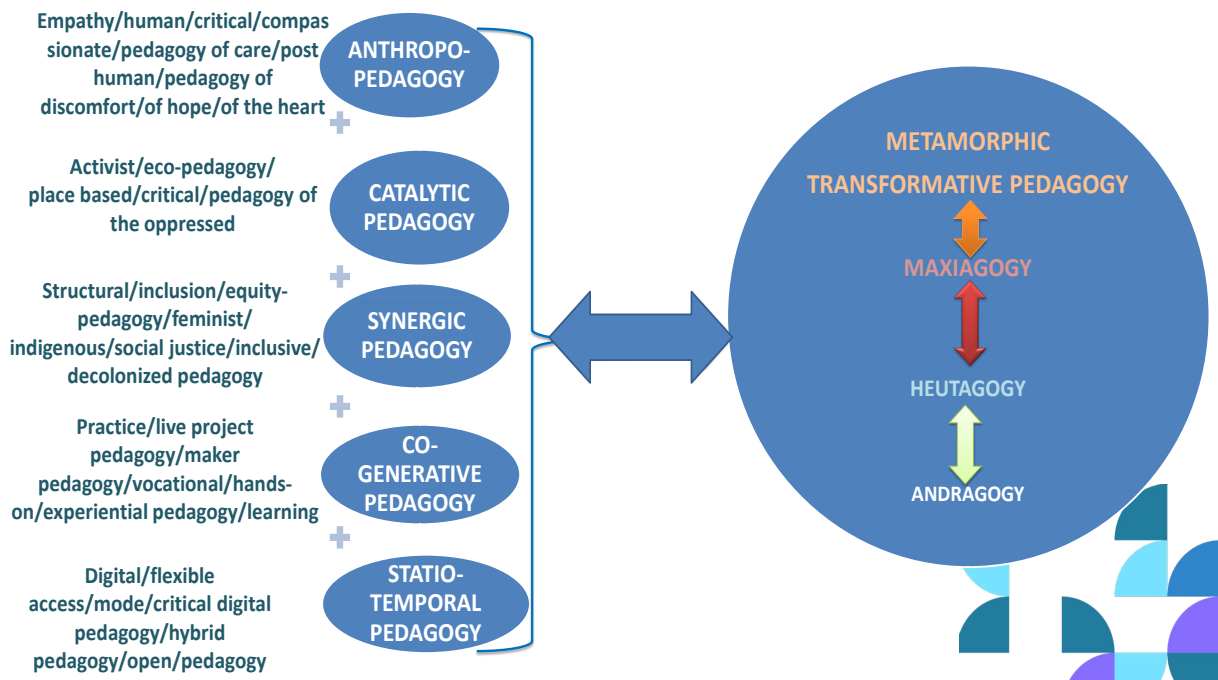 Empathy/human/critical/compas
sionate/pedagogy of care/post
human/pedagogy of
discomfort/of hope/of the heart
ANTHROPO-
PEDAGOGY
Activist/eco-pedagogy/
place based/critical/pedagogy of
the oppressed
CATALYTIC
PEDAGOGY
Structural/inclusion/equity-
pedagogy/feminist/
indigenous/social justice/inclusive/
decolonized pedagogy
SYNERGIC
PEDAGOGY
Practice/live project
pedagogy/maker
pedagogy/vocational/hands-
on/experiential pedagogy/learning
CO-
GENERATIVE
PEDAGOGY
Digital/flexible
access/mode/critical digital
pedagogy/hybrid
pedagogy/open/pedagogy
STATIO-
TEMPORAL
PEDAGOGY
METAMORPHIC
TRANSFORMATIVE PEDAGOGY
MAXIAGOGY
HEUTAGOGY
ANDRAGOGY